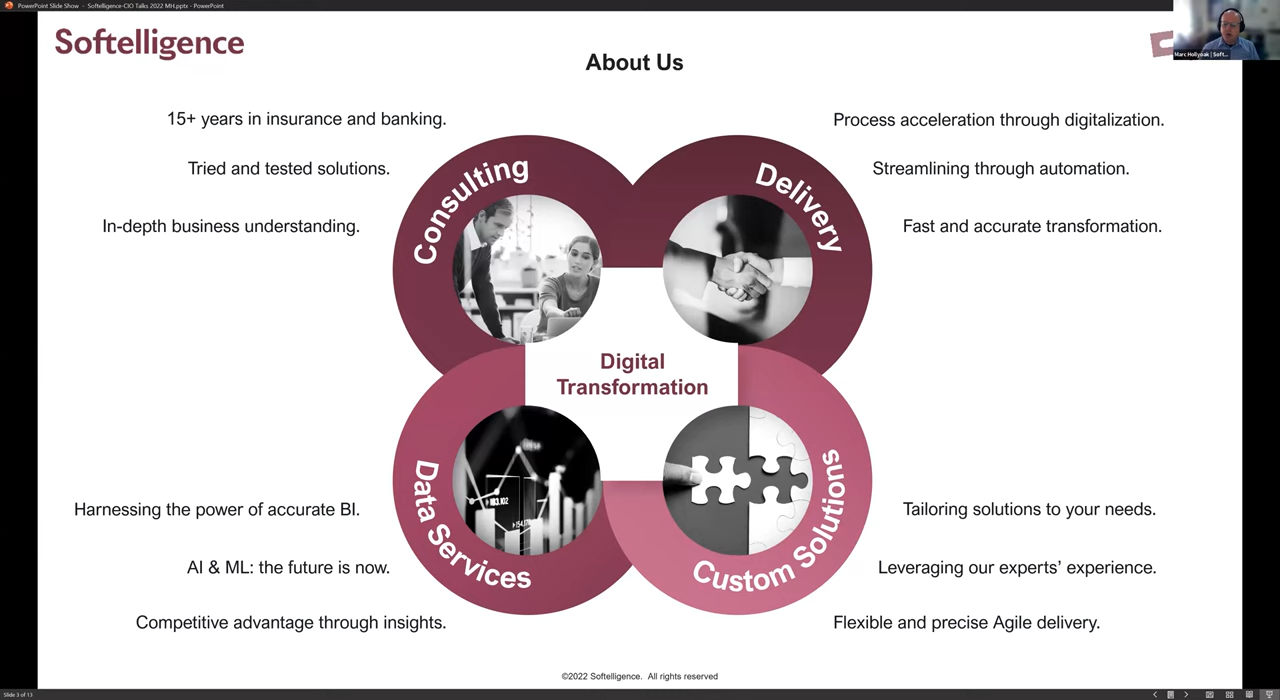 PowerPoint Slide Show - Softelligence-CIO Talks 2022 MH.pptx - PowerPoint
Softelligence
About Us
Marc Hollyoak | Soft...
15+ years in insurance and banking.
Tried and tested solutions.
In-depth business understanding.
Consulting
Delivery
Process acceleration through digitalization.
Streamlining through automation.
Fast and accurate transformation.
Digital
Transformation
Harnessing the power of accurate BI.
AI & ML: the future is now.
Competitive advantage through insights.
Data Services
Custom Solutions
Tailoring solutions to your needs.
Leveraging our experts’ experience.
Flexible and precise Agile delivery.
©2022 Softelligence. All rights reserved
Slide 3 of 13